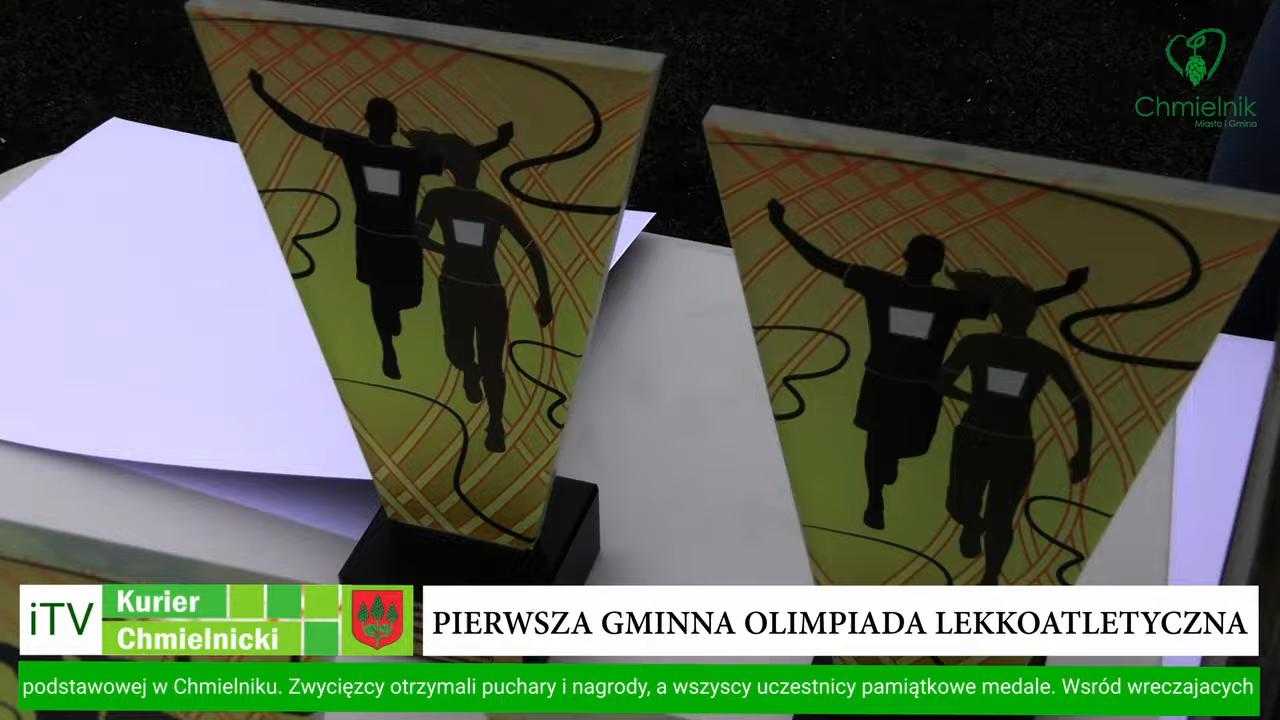 Chmielnik
Miasto i Gmina
iTV
Kurier
Chmielnicki
PIERWSZA GMINNA OLIMPIADA LEKKOATLETYCZNA
podstawowej w Chmielniku. Zwycięzcy otrzymali puchary i nagrody, a wszyscy uczestnicy pamiątkowe medale. Wsród wreczajacych